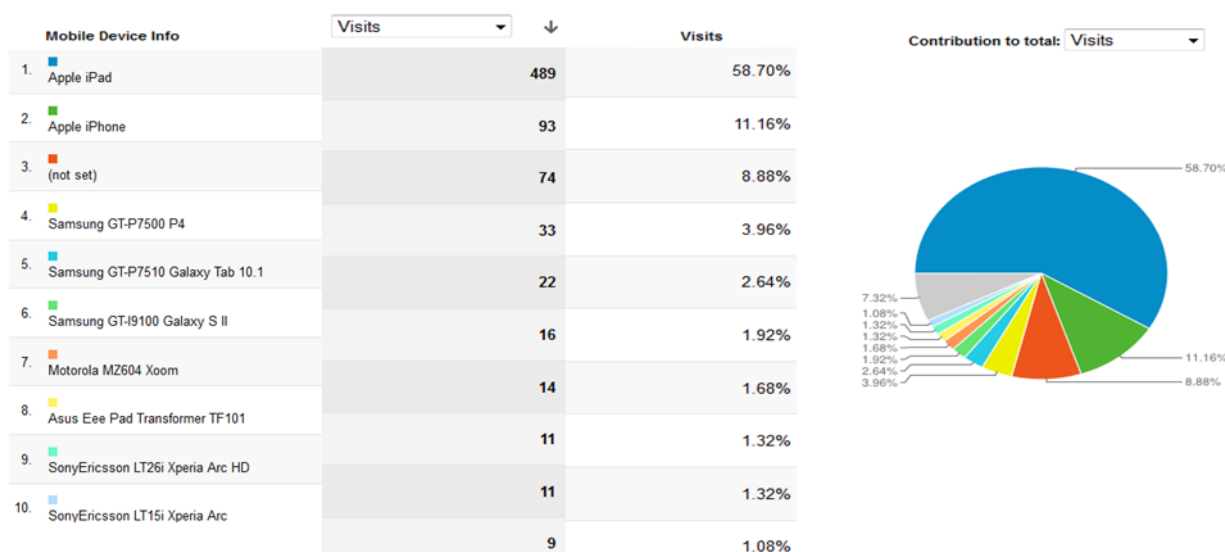 Mobile Device Info Visits Visits
Contribution to total: Visits
1. Apple iPad 489 58.70%
2. Apple iPhone 93 11.16%
3. (not set) 74 8.88%
4. Samsung GT-P7500 P4 33 3.96%
5. Samsung GT-P7510 Galaxy Tab 10.1 22 2.64%
6. Samsung GT-I9100 Galaxy S II 16 1.92%
7. Motorola MZ604 Xoom 14 1.68%
8. Asus Eee Pad Transformer TF101 11 1.32%
9. SonyEricsson LT26i Xperia Arc HD 11 1.32%
10. SonyEricsson LT15i Xperia Arc 9 1.08%
58.70%
7.32%
1.08%
1.32%
1.32%
1.68%
1.92%
2.64%
3.96%
11.16%
8.88%